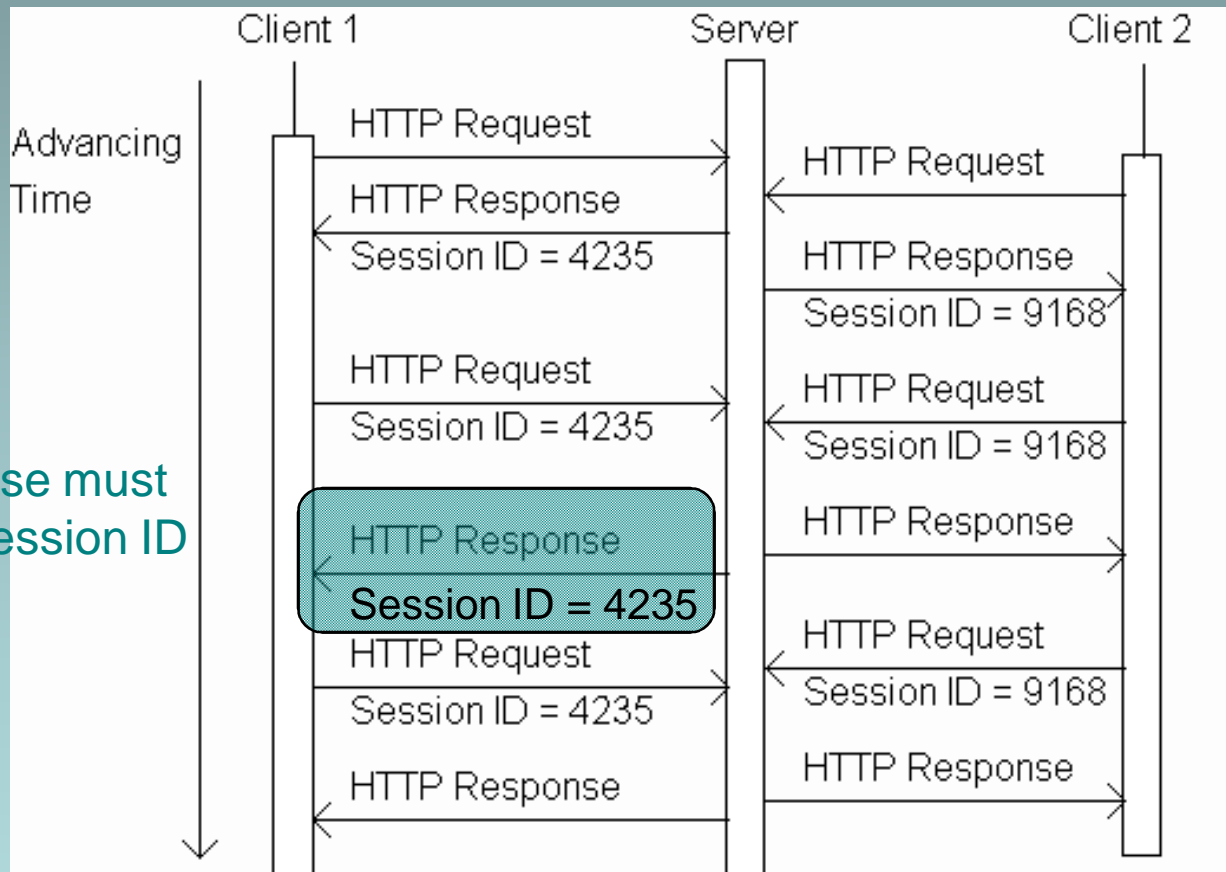 Client 1
Server
Client 2
Advancing
Time
HTTP Request
HTTP Request
HTTP Response
Session ID = 4235
HTTP Response
Session ID = 9168
HTTP Request
Session ID = 4235
HTTP Request
Session ID = 9168
se must
ession ID
HTTP Response
Session ID = 4235
HTTP Response
HTTP Request
Session ID = 4235
HTTP Request
Session ID = 9168
HTTP Response
HTTP Response